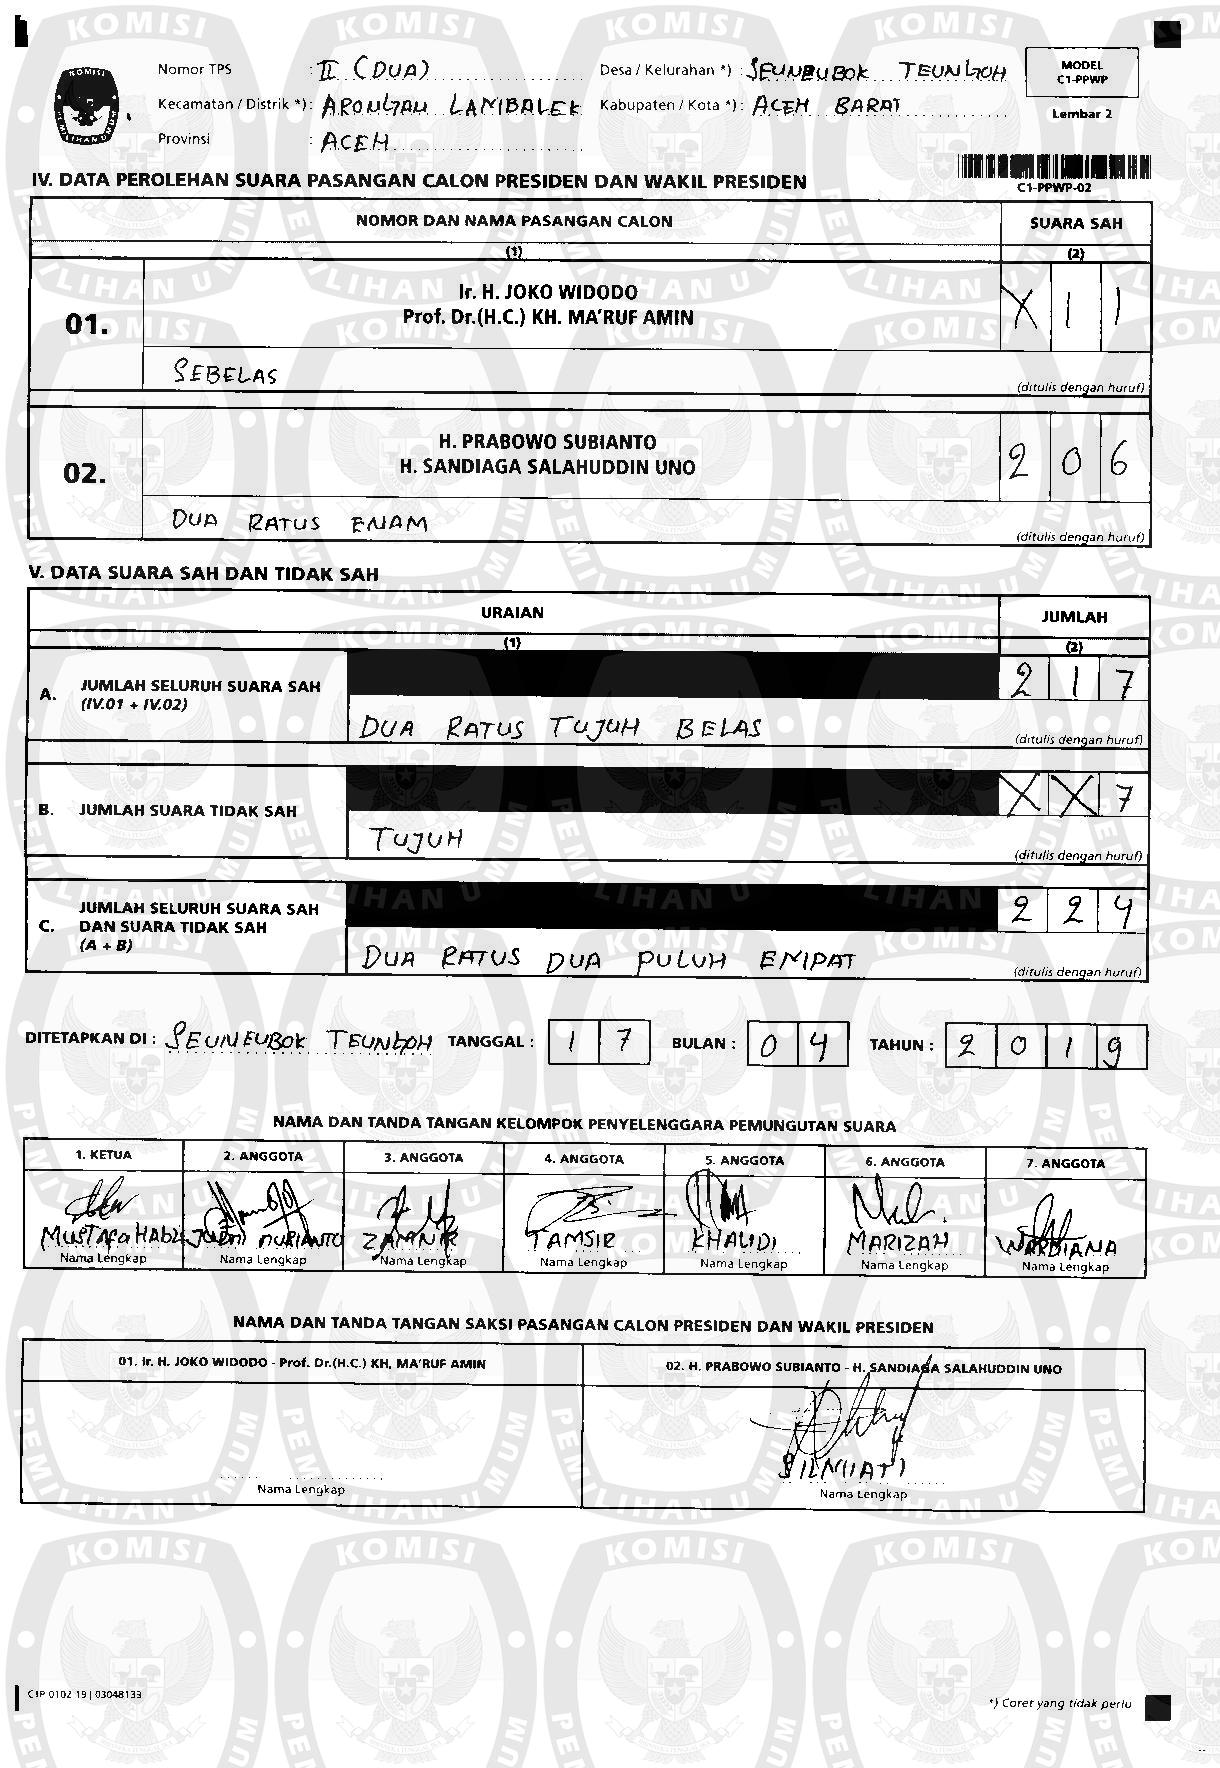 Nomor TPS : II (DUA)
Desa / Kelurahan *) : SEUNEUBOK TEUNGOH
MODEL
C1-PPWP
Kecamatan / Distrik *) : ARONGAN LAMBALEK
Kabupaten / Kota *) : ACEH BARAT
Lembar 2
Provinsi : ACEH
C1-PPWP-02
IV. DATA PEROLEHAN SUARA PASANGAN CALON PRESIDEN DAN WAKIL PRESIDEN
NOMOR DAN NAMA PASANGAN CALON SUARA SAH
(1) (2)
01. Ir. H. JOKO WIDODO
Prof. Dr.(H.C.) KH. MA'RUF AMIN
X 1 1
SEBELAS
(ditulis dengan huruf)
02. H. PRABOWO SUBIANTO
H. SANDIAGA SALAHUDDIN UNO
2 0 6
DUA RATUS ENAM
(ditulis dengan huruf)
V. DATA SUARA SAH DAN TIDAK SAH
URAIAN JUMLAH
(1) (2)
A. JUMLAH SELURUH SUARA SAH
(IV.01 + IV.02)
2 1 7
DUA RATUS TUJUH BELAS
(ditulis dengan huruf)
B. JUMLAH SUARA TIDAK SAH
X X 7
TUJUH
(ditulis dengan huruf)
C. JUMLAH SELURUH SUARA SAH
DAN SUARA TIDAK SAH
(A + B)
2 2 4
DUA RATUS DUA PULUH EMPAT
(ditulis dengan huruf)
DITETAPKAN DI : SEUNEUBOK TEUNGOH TANGGAL : 1 7 BULAN : 0 4 TAHUN : 2 0 1 9
NAMA DAN TANDA TANGAN KELOMPOK PENYELENGGARA PEMUNGUTAN SUARA
1. KETUA 2. ANGGOTA 3. ANGGOTA 4. ANGGOTA 5. ANGGOTA 6. ANGGOTA 7. ANGGOTA
NURIANTO TAMSIR KHALIDI MARIZAH WARDIANA
Nama Lengkap Nama Lengkap Nama Lengkap Nama Lengkap Nama Lengkap Nama Lengkap Nama Lengkap
NAMA DAN TANDA TANGAN SAKSI PASANGAN CALON PRESIDEN DAN WAKIL PRESIDEN
01. Ir. H. JOKO WIDODO - Prof. Dr.(H.C.) KH. MA'RUF AMIN
02. H. PRABOWO SUBIANTO - H. SANDIAGA SALAHUDDIN UNO
Nama Lengkap Nama Lengkap
C1P 0102 19 | 03048133
*) Coret yang tidak perlu